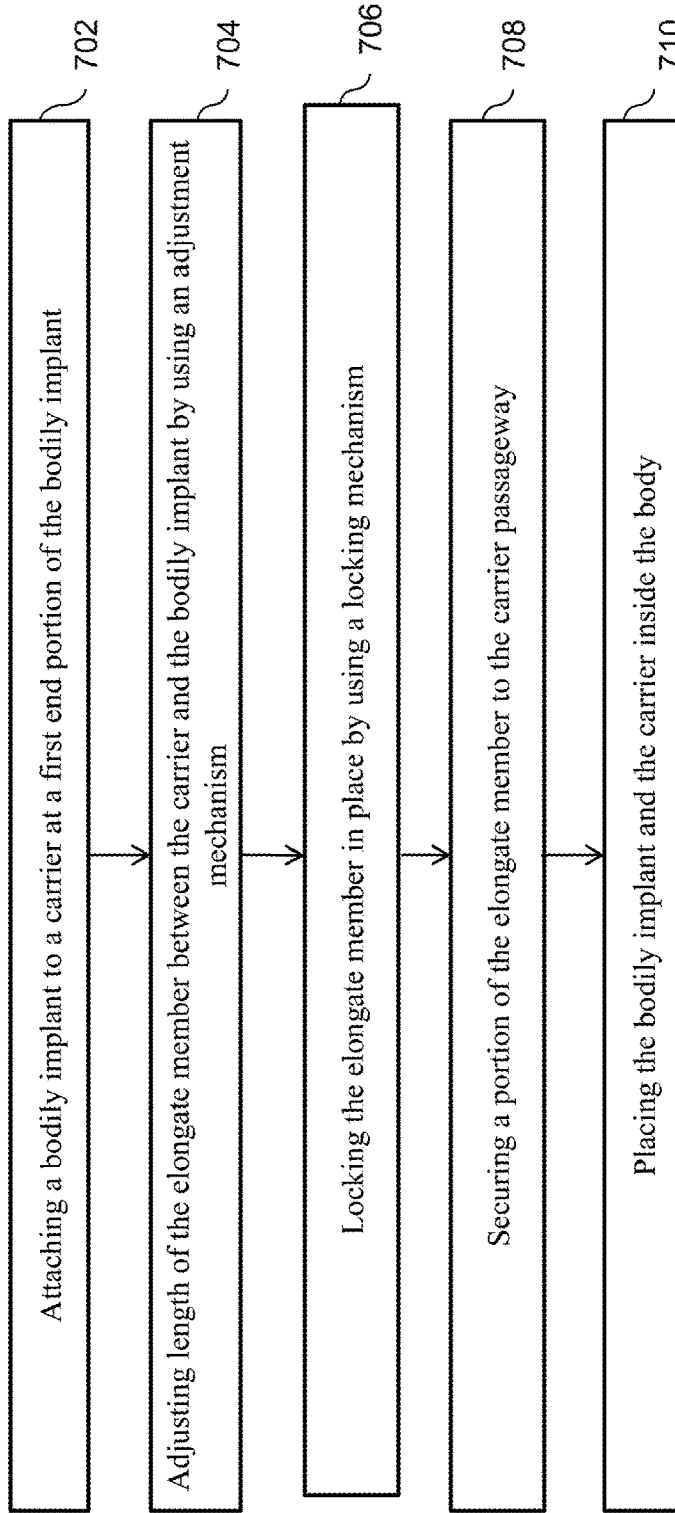 Attaching a bodily implant to a carrier at a first end portion of the bodily implant
702
Adjusting length of the elongate member between the carrier and the bodily implant by using an adjustment
mechanism
704
Locking the elongate member in place by using a locking mechanism
706
Securing a portion of the elongate member to the carrier passageway
708
Placing the bodily implant and the carrier inside the body
710